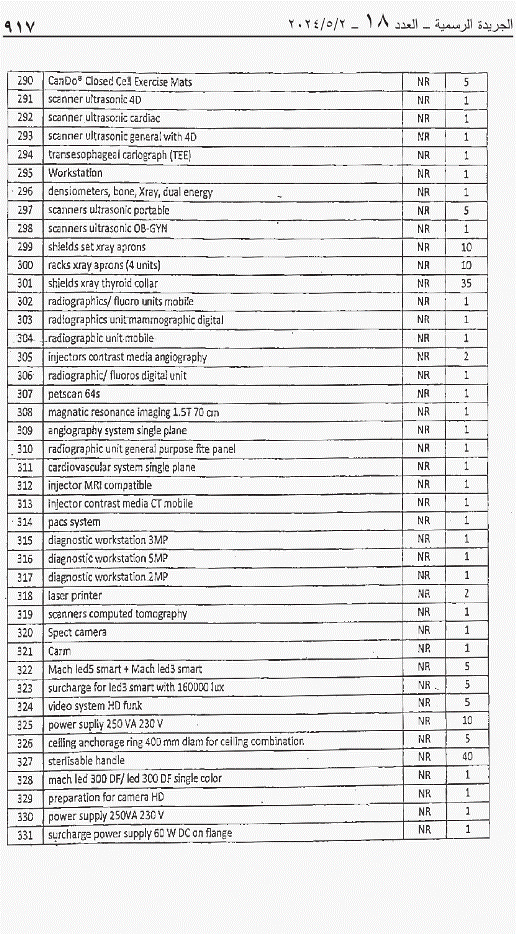 الجريدة الرسمية ــ العدد ١٨ ــ ٢٠٢٤/٥/٢ ٩١٧
290 CanDo® Closed Cell Exercise Mats NR 5
291 scanner ultrasonic 4D NR 1
292 scanner ultrasonic cardiac NR 1
293 scanner ultrasonic general with 4D NR 1
294 transesophageal cariograph (TEE) NR 1
295 Workstation NR 1
296 densiometers, bone, Xray, dual energy NR 1
297 scanners ultrasonic portable NR 5
298 scanners ultrasonic OB-GYN NR 1
299 shields set xray aprons NR 10
300 racks xray aprons (4 units) NR 10
301 shields xray thyroid collar NR 35
302 radiographics/ fluoro units mobile NR 1
303 radiographics unit mammographic digital NR 1
304 radiographic unit mobile NR 1
305 injectors contrast media angiography NR 2
306 radiographic/ fluoros digital unit NR 1
307 petscan 64s NR 1
308 magnatic resonance imaging 1.5T 70 cm NR 1
309 angiography system single plane NR 1
310 radiographic unit general purpose fite panel NR 1
311 cardiovascular system single plane NR 1
312 injector MRI compatible NR 1
313 injector contrast media CT mobile NR 1
314 pacs system NR 1
315 diagnostic workstation 3MP NR 1
316 diagnostic workstation 5MP NR 1
317 diagnostic workstation 2MP NR 1
318 laser printer NR 2
319 scanners computed tomography NR 1
320 Spect camera NR 1
321 Carm NR 1
322 Mach led5 smart + Mach led3 smart NR 5
323 surcharge for led3 smart with 160000 lux NR 5
324 video system HD funk NR 5
325 power suplly 250 VA 230 V NR 10
326 ceiling anchorage ring 400 mm diam for ceiling combination NR 5
327 sterlisable handle NR 40
328 mach led 300 DF/ led 300 DF single color NR 1
329 preparation for camera HD NR 1
330 power supply 250VA 230 V NR 1
331 surcharge power supply 60 W DC on flange NR 1